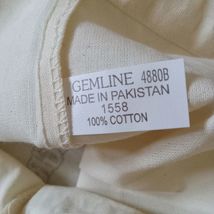 GEMLINE 4880B
MADE IN PAKISTAN
1558
100% COTTON